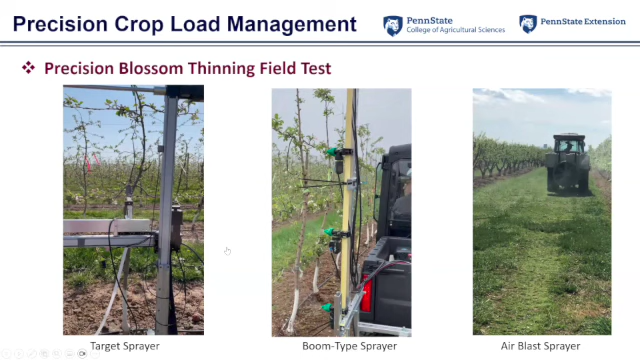 Precision Crop Load Management
PennState
College of Agricultural Sciences
PennState Extension
Precision Blossom Thinning Field Test
Target Sprayer
Boom-Type Sprayer
Air Blast Sprayer